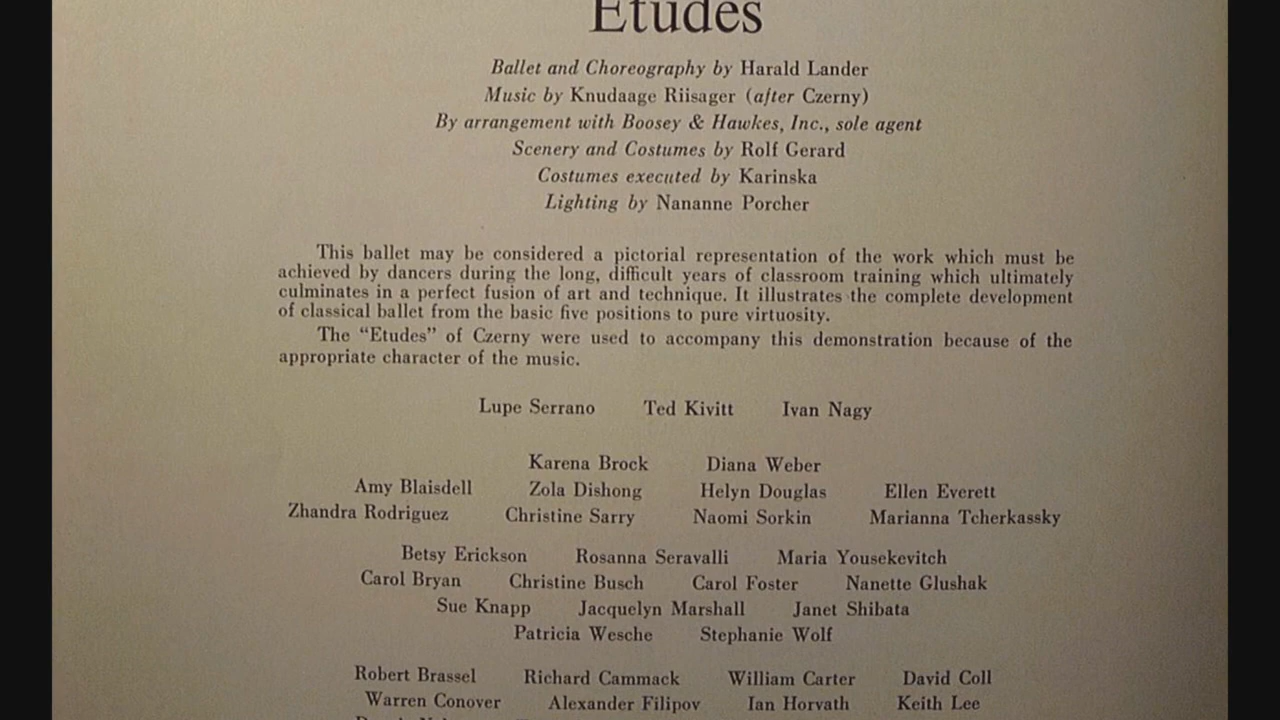 Etudes
Ballet and Choreography by Harald Lander
Music by Knudaage Riisager (after Czerny)
By arrangement with Boosey & Hawkes, Inc., sole agent
Scenery and Costumes by Rolf Gerard
Costumes executed by Karinska
Lighting by Nananne Porcher
This ballet may be considered a pictorial representation of the work which must be
achieved by dancers during the long, difficult years of classroom training which ultimately
culminates in a perfect fusion of art and technique. It illustrates the complete development
of classical ballet from the basic five positions to pure virtuosity.
The “Etudes” of Czerny were used to accompany this demonstration because of the
appropriate character of the music.
Lupe Serrano Ted Kivitt Ivan Nagy
Karena Brock Diana Weber
Amy Blaisdell Zola Dishong Helyn Douglas Ellen Everett
Zhandra Rodriguez Christine Sarry Naomi Sorkin Marianna Tcherkassky
Betsy Erickson Rosanna Seravalli Maria Yousekevitch
Carol Bryan Christine Busch Carol Foster Nanette Glushak
Sue Knapp Jacquelyn Marshall Janet Shibata
Patricia Wesche Stephanie Wolf
Robert Brassel Richard Cammack William Carter David Coll
Warren Conover Alexander Filipov Ian Horvath Keith Lee